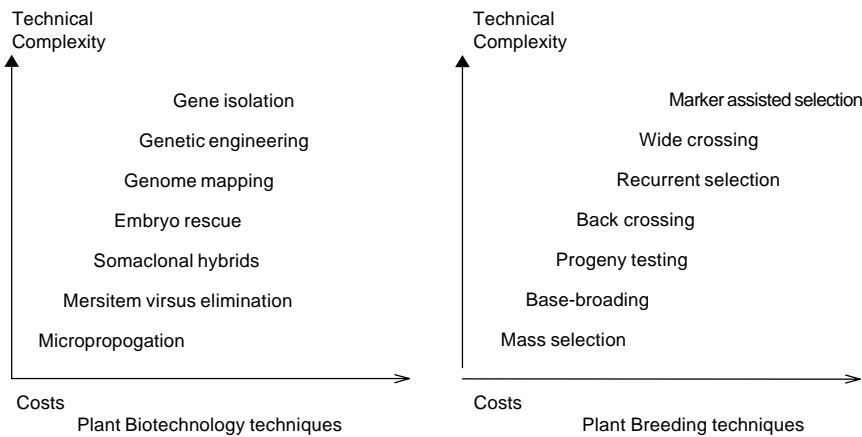 Technical
Complexity
Gene isolation
Genetic engineering
Genome mapping
Embryo rescue
Somaclonal hybrids
Mersitem virsus elimination
Micropropogation
Costs
Plant Biotechnology techniques
Technical
Complexity
Marker assisted selection
Wide crossing
Recurrent selection
Back crossing
Progeny testing
Base-broading
Mass selection
Costs
Plant Breeding techniques